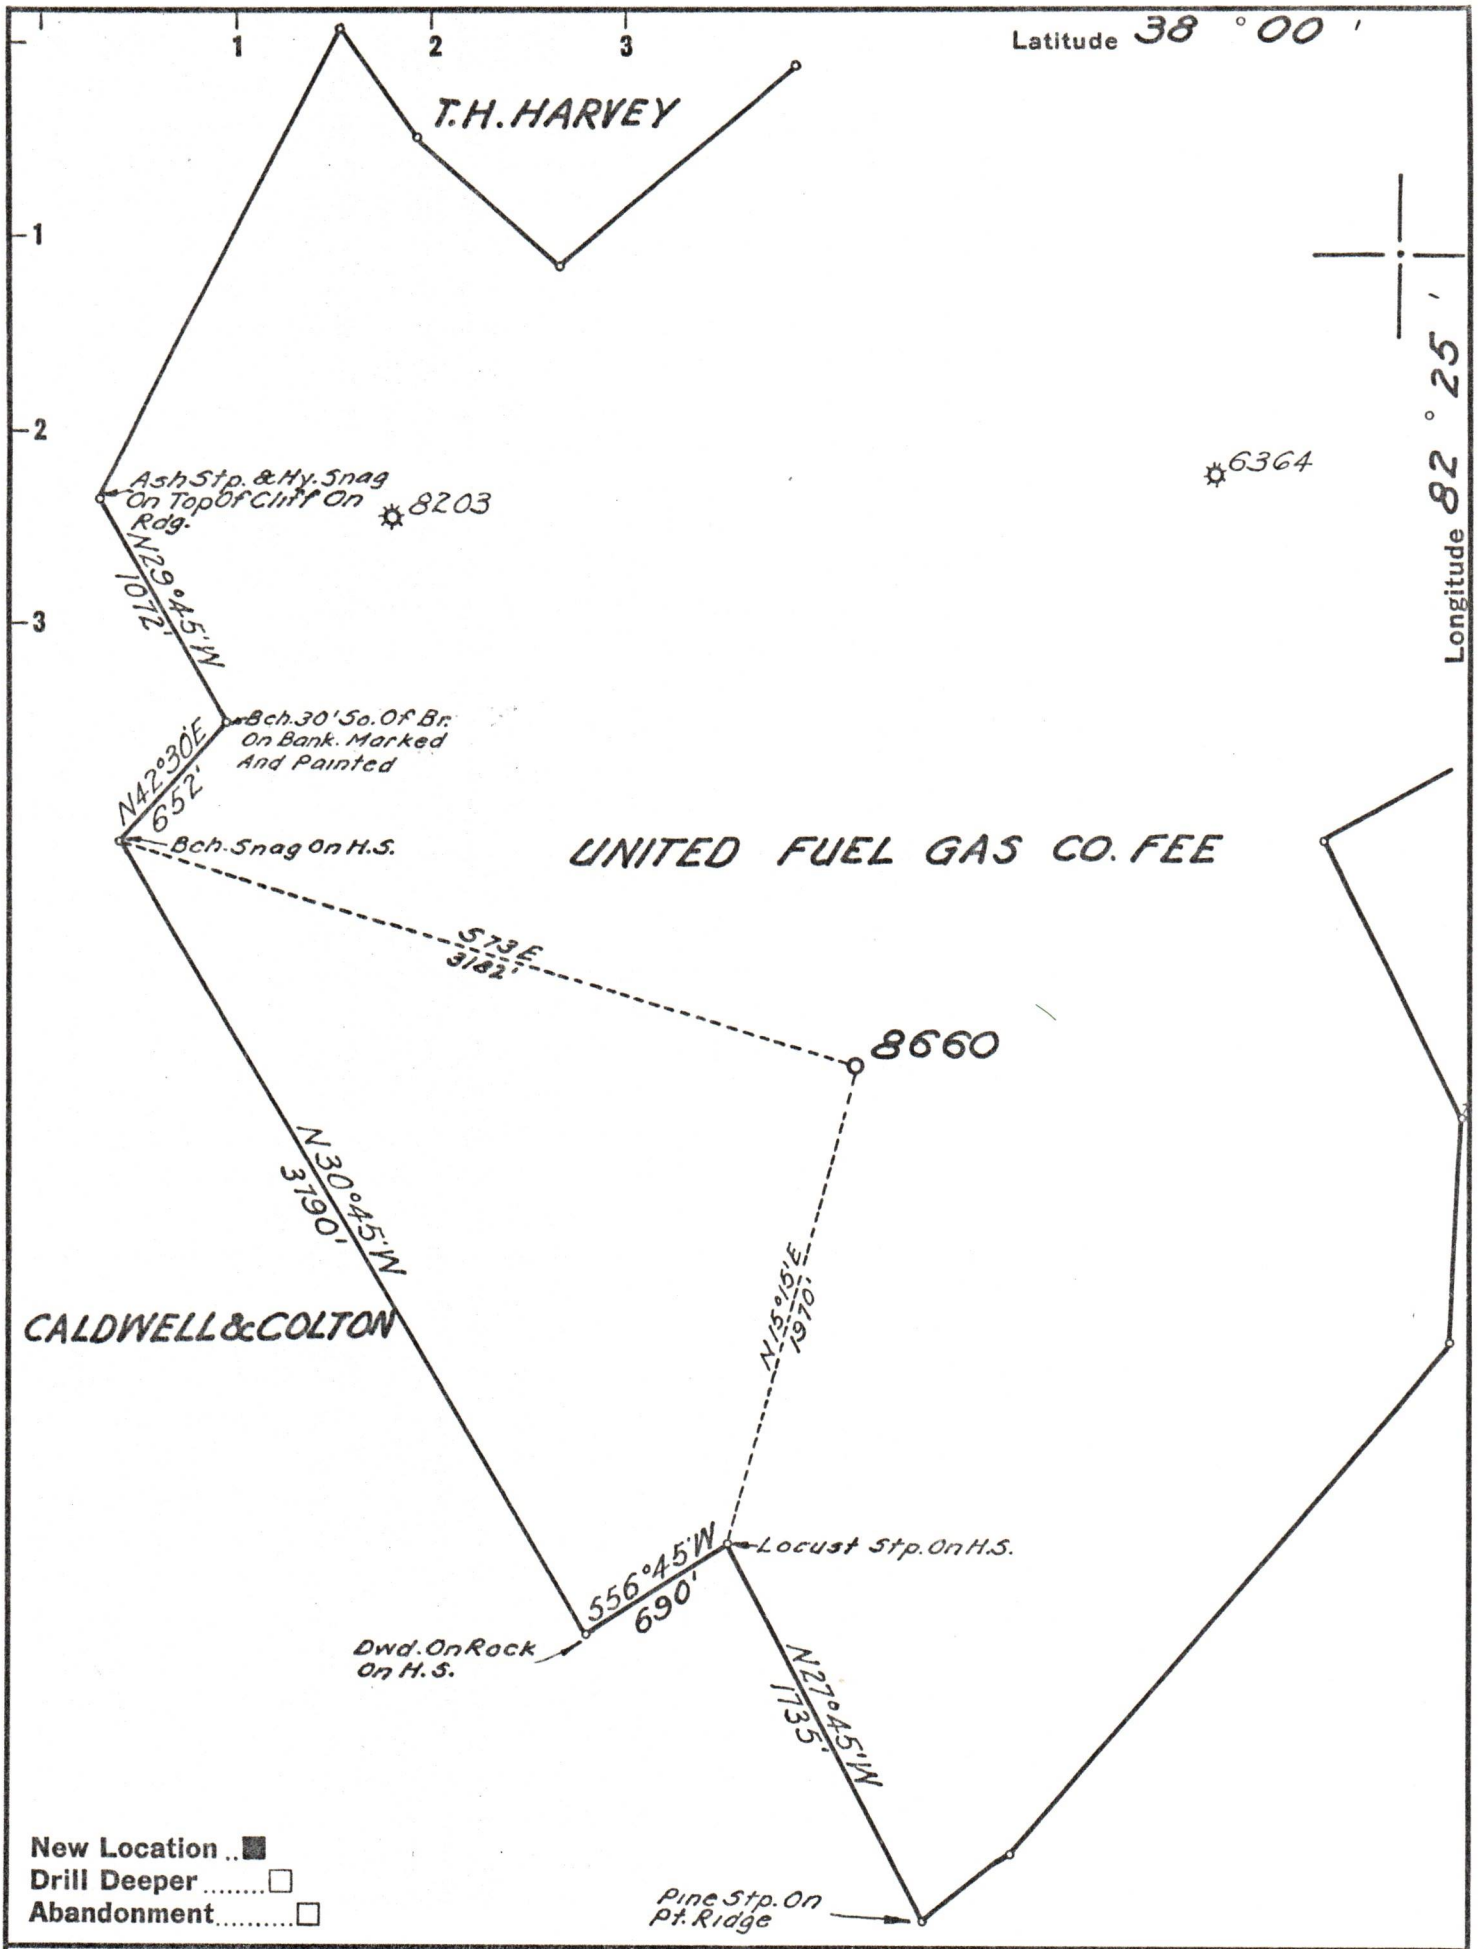 1 2 3
Latitude 38 ° 00 '
T.H. HARVEY
1
2
3
Longitude 82 ° 25 '
6364
Ash Stp. & Hy. Snag
On Top Of Cliff On
Rdg.
8203
N29°45'W
1072'
Bch. 30' So. Of Br.
On Bank. Marked
And Painted
N42°30'E
652'
Bch. Snag On H.S.
UNITED FUEL GAS CO. FEE
S73E
3182'
8660
N30°45'W
3790'
CALDWELL & COLTON
N15°15'E
1970'
Locust Stp. On H.S.
S56°45'W
690'
Dwd. On Rock
On H.S.
N27°45'W
1735'
New Location ..■
Drill Deeper ........□
Abandonment..........□
Pine Stp. On
Pt. Ridge